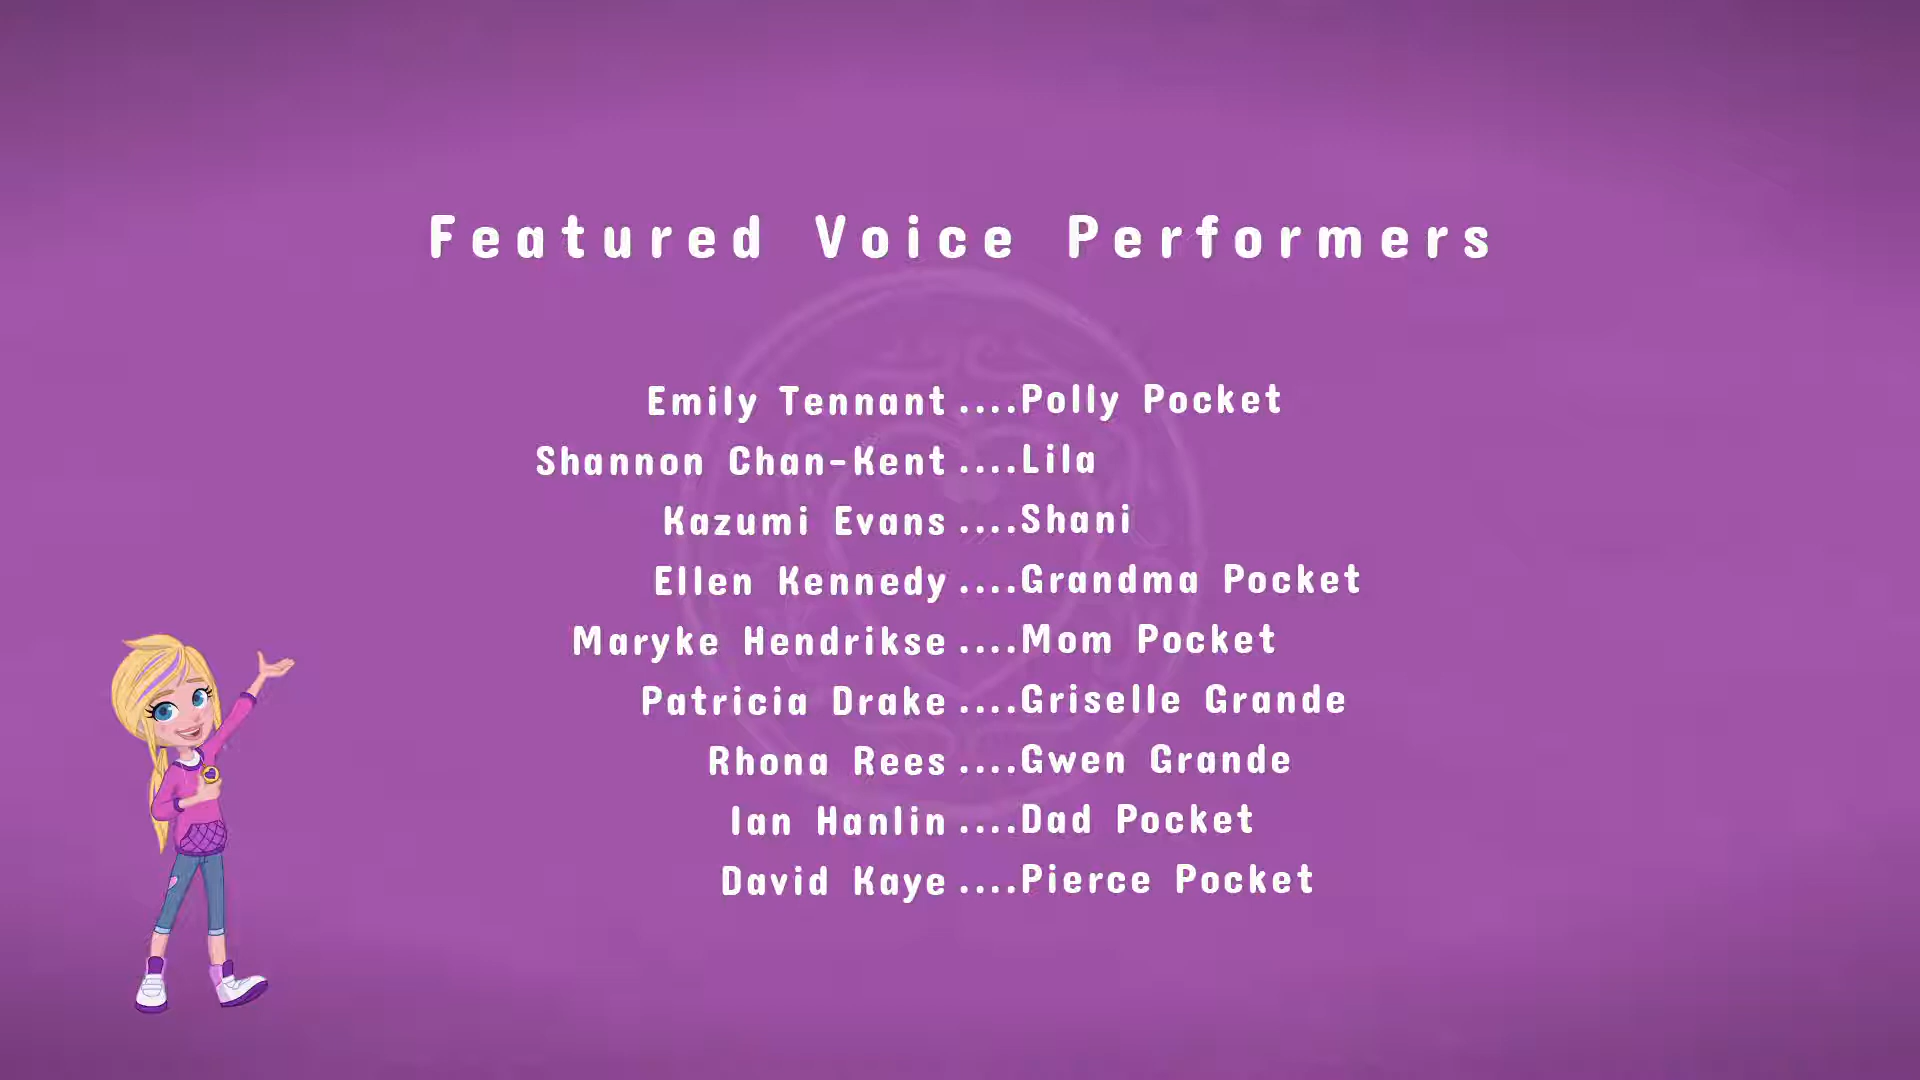 Featured Voice Performers
Emily Tennant ....Polly Pocket
Shannon Chan-Kent ....Lila
Kazumi Evans ....Shani
Ellen Kennedy ....Grandma Pocket
Maryke Hendrikse ....Mom Pocket
Patricia Drake ....Griselle Grande
Rhona Rees ....Gwen Grande
Ian Hanlin ....Dad Pocket
David Kaye ....Pierce Pocket